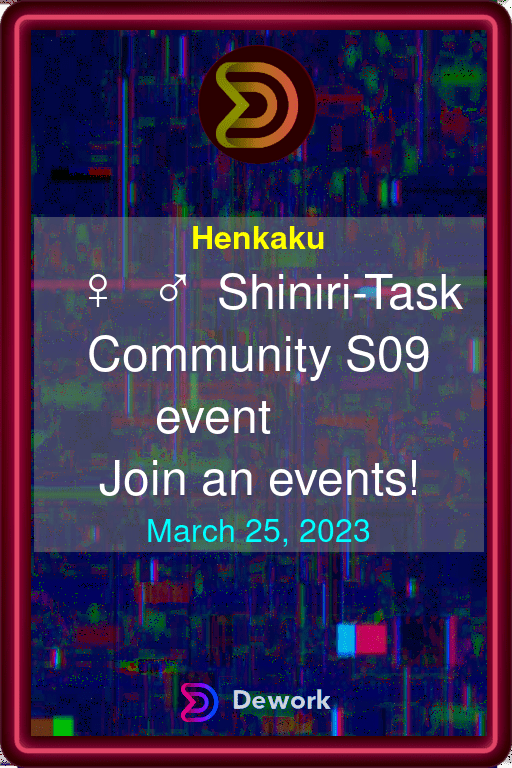 Henkaku
♀ ♂ Shiniri-Task
Community S09
event
Join an events!
March 25, 2023
Dework